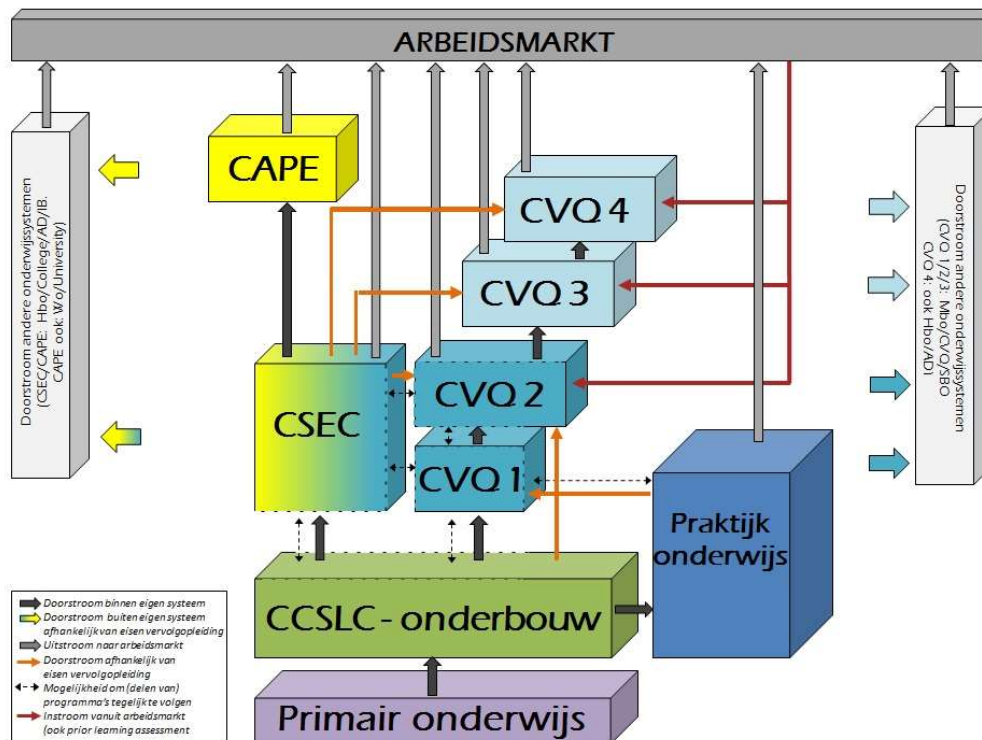 ARBEIDSMARKT
Doorstroom andere onderwijssystemen
(CSEC/CAPE: Hbo/College/AD/IB.
CAPE ook: Wo/University)
CAPE
CVQ 4
CVQ 3
CSEC
CVQ 2
CVQ 1
Praktijk
onderwijs
CCSLC - onderbouw
Primair onderwijs
Doorstroom andere onderwijssystemen
(CVQ 1/2/3: Mbo/CVQ/SBO
CVQ 4: ook Hbo/AD)
Doorstroom binnen eigen systeem
Doorstroom buiten eigen systeem
afhankelijk van eisen vervolgopleiding
Uitstroom naar arbeidsmarkt
Doorstroom afhankelijk van
eisen vervolgopleiding
Mogelijkheid om (delen van)
programma's tegelijk te volgen
Instroom vanuit arbeidsmarkt
(ook prior learning assessment